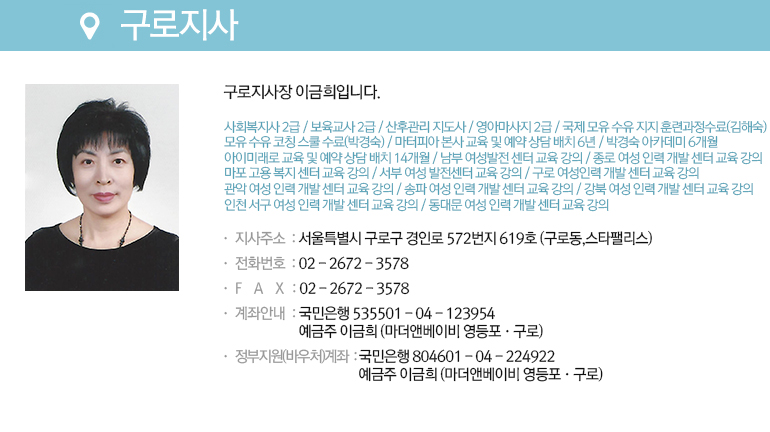 구로지사
구로지사장 이금희입니다.
사회복지사 2급 / 보육교사 2급 / 산후관리 지도사 / 영아마사지 2급 / 국제 모유 수유 지지 훈련과정수료(김해숙)
모유 수유 코칭 스쿨 수료(박경숙) / 마터피아 본사 교육 및 예약 상담 배치 6년 / 박경숙 아카데미 6개월
아이미래로 교육 및 예약 상담 배치 14개월 / 남부 여성발전 센터 교육 강의 / 종로 여성 인력 개발 센터 교육 강의
마포 고용 복지 센터 교육 강의 / 서부 여성 발전센터 교육 강의 / 구로 여성인력 개발 센터 교육 강의
관악 여성 인력 개발 센터 교육 강의 / 송파 여성 인력 개발 센터 교육 강의 / 강북 여성 인력 개발 센터 교육 강의
인천 서구 여성 인력 개발 센터 교육 강의 / 동대문 여성 인력 개발 센터 교육 강의
· 지사주소 : 서울특별시 구로구 경인로 572번지 619호 (구로동,스타팰리스)
· 전화번호 : 02 - 2672 - 3578
· F A X : 02 - 2672 - 3578
· 계좌안내 : 국민은행 535501 - 04 - 123954
예금주 이금희 (마더앤베이비 영등포 · 구로)
· 정부지원(바우처)계좌 : 국민은행 804601 - 04 - 224922
예금주 이금희 (마더앤베이비 영등포 · 구로)